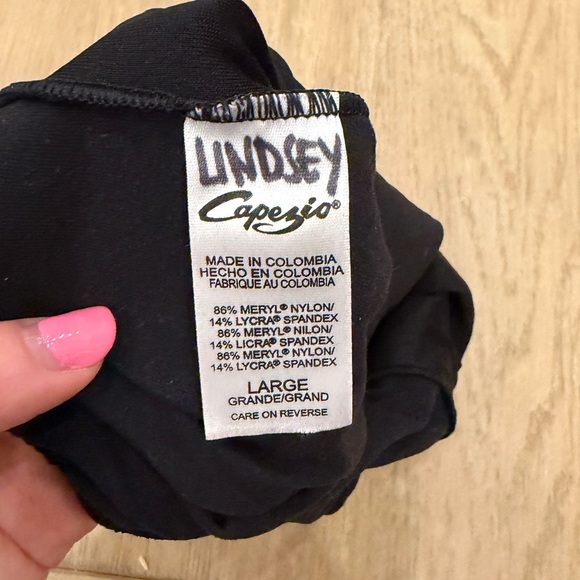 LINDSEY
Capezio®
MADE IN COLOMBIA
HECHO EN COLOMBIA
FABRIQUE AU COLOMBIA
86% MERYL® NYLON/
14% LYCRA® SPANDEX
86% MERYL® NILON/
14% LICRA® SPANDEX
86% MERYL® NYLON/
14% LYCRA® SPANDEX
LARGE
GRANDE/GRAND
CARE ON REVERSE